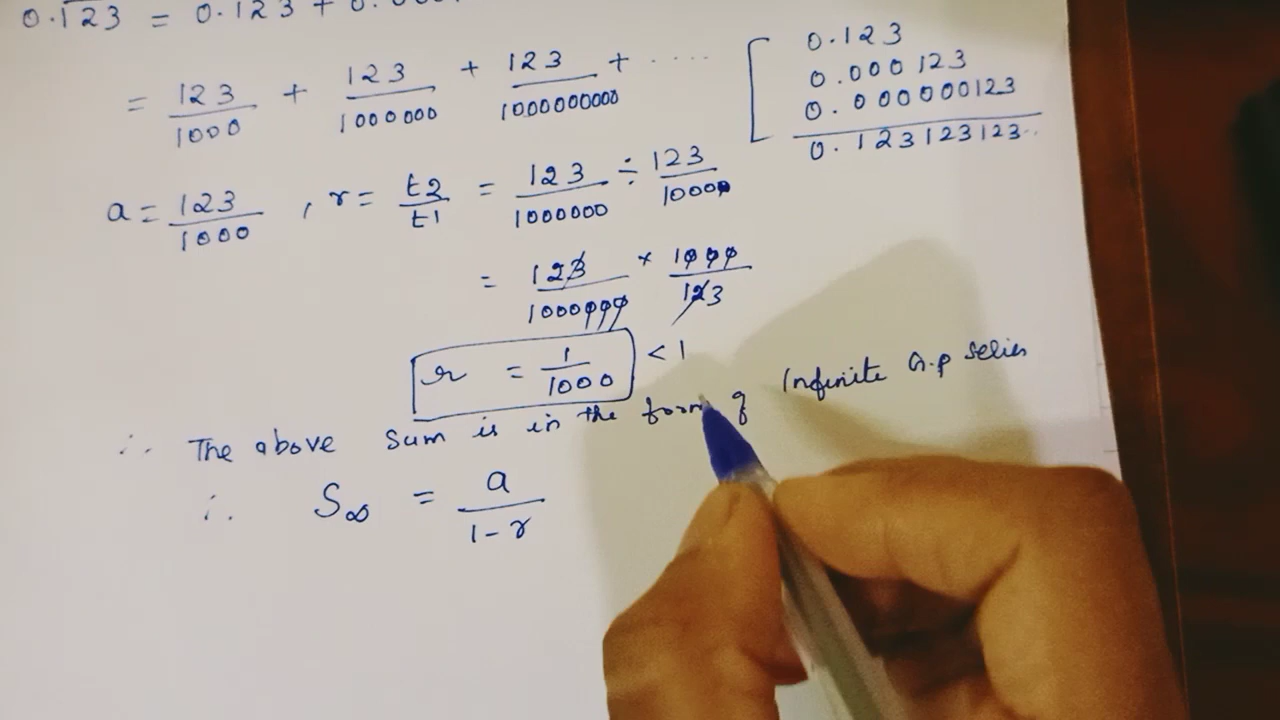 0.123 = 0.123 + 0.
= 123/1000 + 123/1000000 + 123/1000000000 + ....
0.123
0.000123
0.000000123
0.123123123..
a = 123/1000 , r = t2/t1 = 123/1000000 ÷ 123/1000
= 123/1000000 × 1000/123
r = 1/1000 < 1
∴ The above sum is in the form of Infinite G.P series
∴ S∞ = a/1-r